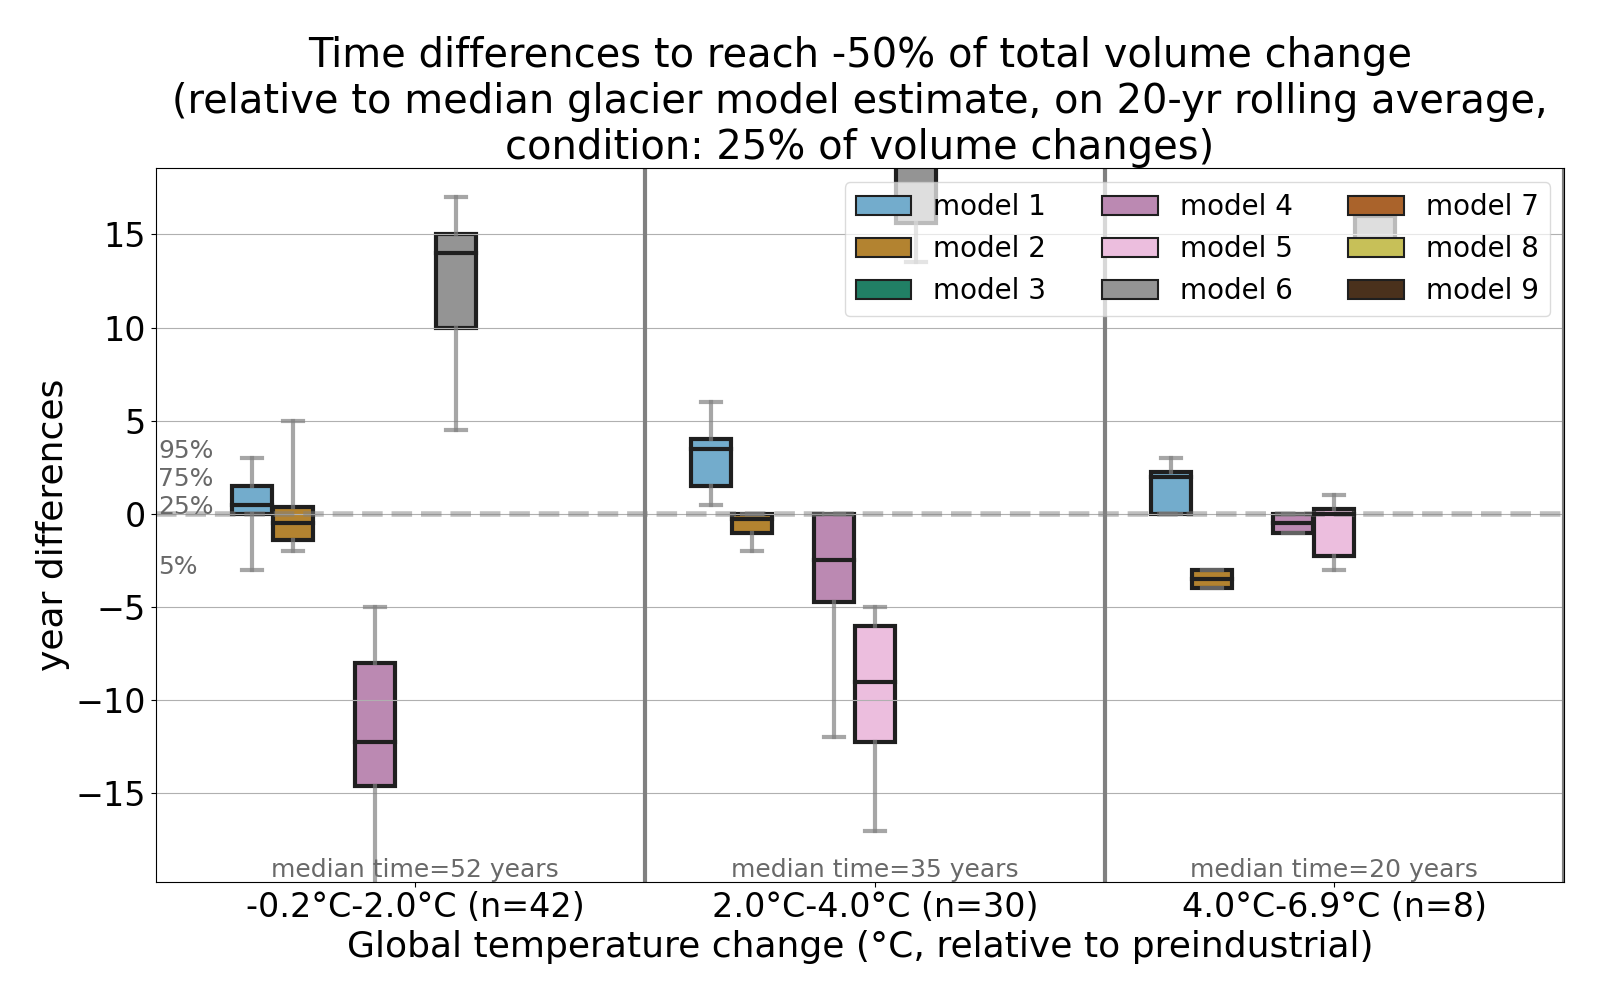 Time differences to reach -50% of total volume change
(relative to median glacier model estimate, on 20-yr rolling average,
condition: 25% of volume changes)
model 1
model 2
model 3
model 4
model 5
model 6
model 7
model 8
model 9
year differences
15
10
5
0
−5
−10
−15
95%
75%
25%
5%
median time=52 years
median time=35 years
median time=20 years
-0.2°C-2.0°C (n=42)
2.0°C-4.0°C (n=30)
4.0°C-6.9°C (n=8)
Global temperature change (°C, relative to preindustrial)